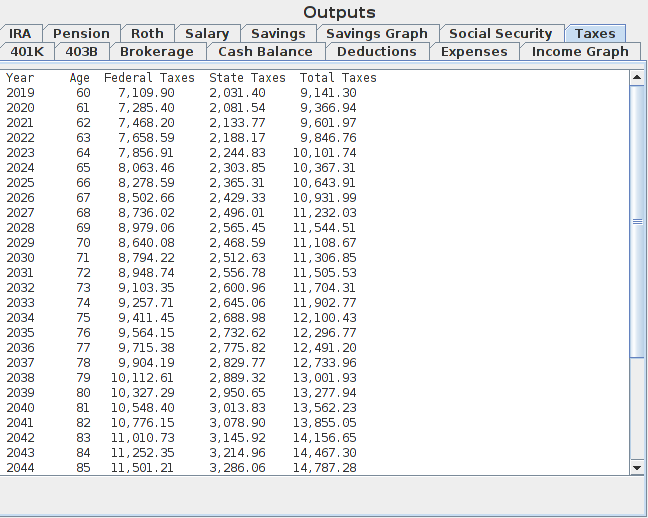 Outputs
IRA Pension Roth Salary Savings Savings Graph Social Security Taxes
401K 403B Brokerage Cash Balance Deductions Expenses Income Graph
Year Age Federal Taxes State Taxes Total Taxes
2019 60 7,109.90 2,031.40 9,141.30
2020 61 7,285.40 2,081.54 9,366.94
2021 62 7,468.20 2,133.77 9,601.97
2022 63 7,658.59 2,188.17 9,846.76
2023 64 7,856.91 2,244.83 10,101.74
2024 65 8,063.46 2,303.85 10,367.31
2025 66 8,278.59 2,365.31 10,643.91
2026 67 8,502.66 2,429.33 10,931.99
2027 68 8,736.02 2,496.01 11,232.03
2028 69 8,979.06 2,565.45 11,544.51
2029 70 8,640.08 2,468.59 11,108.67
2030 71 8,794.22 2,512.63 11,306.85
2031 72 8,948.74 2,556.78 11,505.53
2032 73 9,103.35 2,600.96 11,704.31
2033 74 9,257.71 2,645.06 11,902.77
2034 75 9,411.45 2,688.98 12,100.43
2035 76 9,564.15 2,732.62 12,296.77
2036 77 9,715.38 2,775.82 12,491.20
2037 78 9,904.19 2,829.77 12,733.96
2038 79 10,112.61 2,889.32 13,001.93
2039 80 10,327.29 2,950.65 13,277.94
2040 81 10,548.40 3,013.83 13,562.23
2041 82 10,776.15 3,078.90 13,855.05
2042 83 11,010.73 3,145.92 14,156.65
2043 84 11,252.35 3,214.96 14,467.30
2044 85 11,501.21 3,286.06 14,787.28